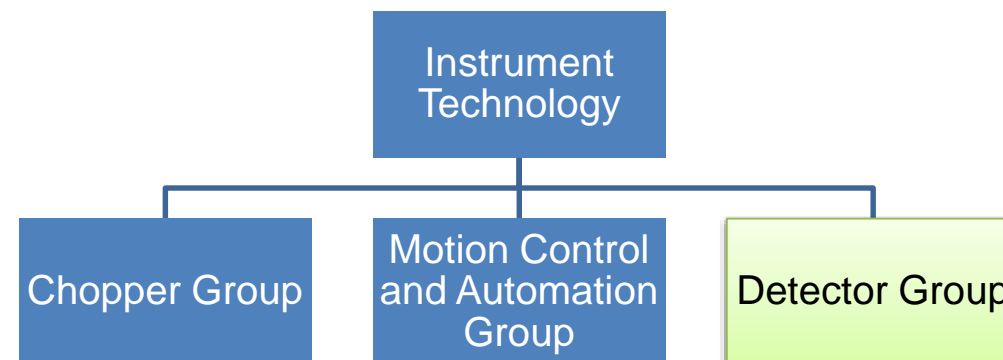 Instrument
Technology
Chopper Group
Motion Control
and Automation
Group
Detector Group